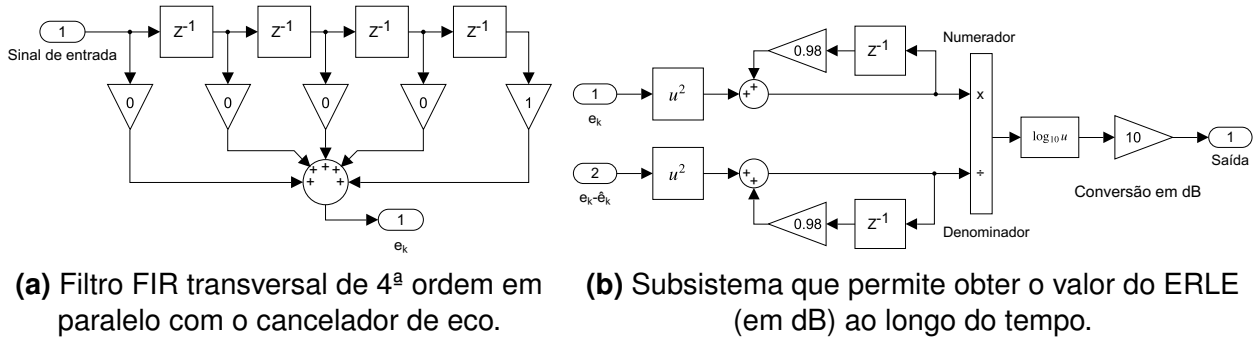 1
Sinal de entrada
z-1
z-1
z-1
z-1
0
0
0
0
1
+ + + + +
1
ek
(a) Filtro FIR transversal de 4ª ordem em
paralelo com o cancelador de eco.
1
ek
u2
+ +
0.98
z-1
Numerador
x
2
ek-êk
u2
+ +
0.98
z-1
÷
Denominador
log10 u
10
1
Saída
Conversão em dB
(b) Subsistema que permite obter o valor do ERLE
(em dB) ao longo do tempo.